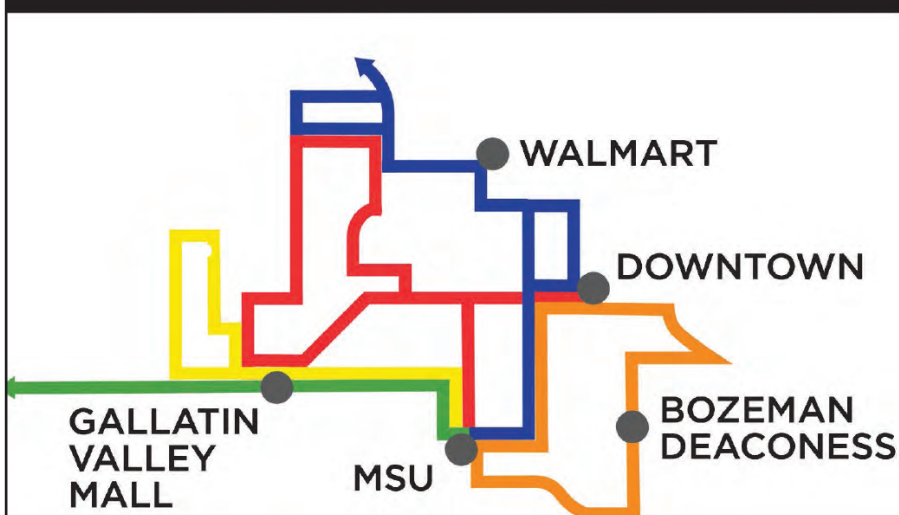 WALMART
DOWNTOWN
GALLATIN
VALLEY
MALL
MSU
BOZEMAN
DEACONESS